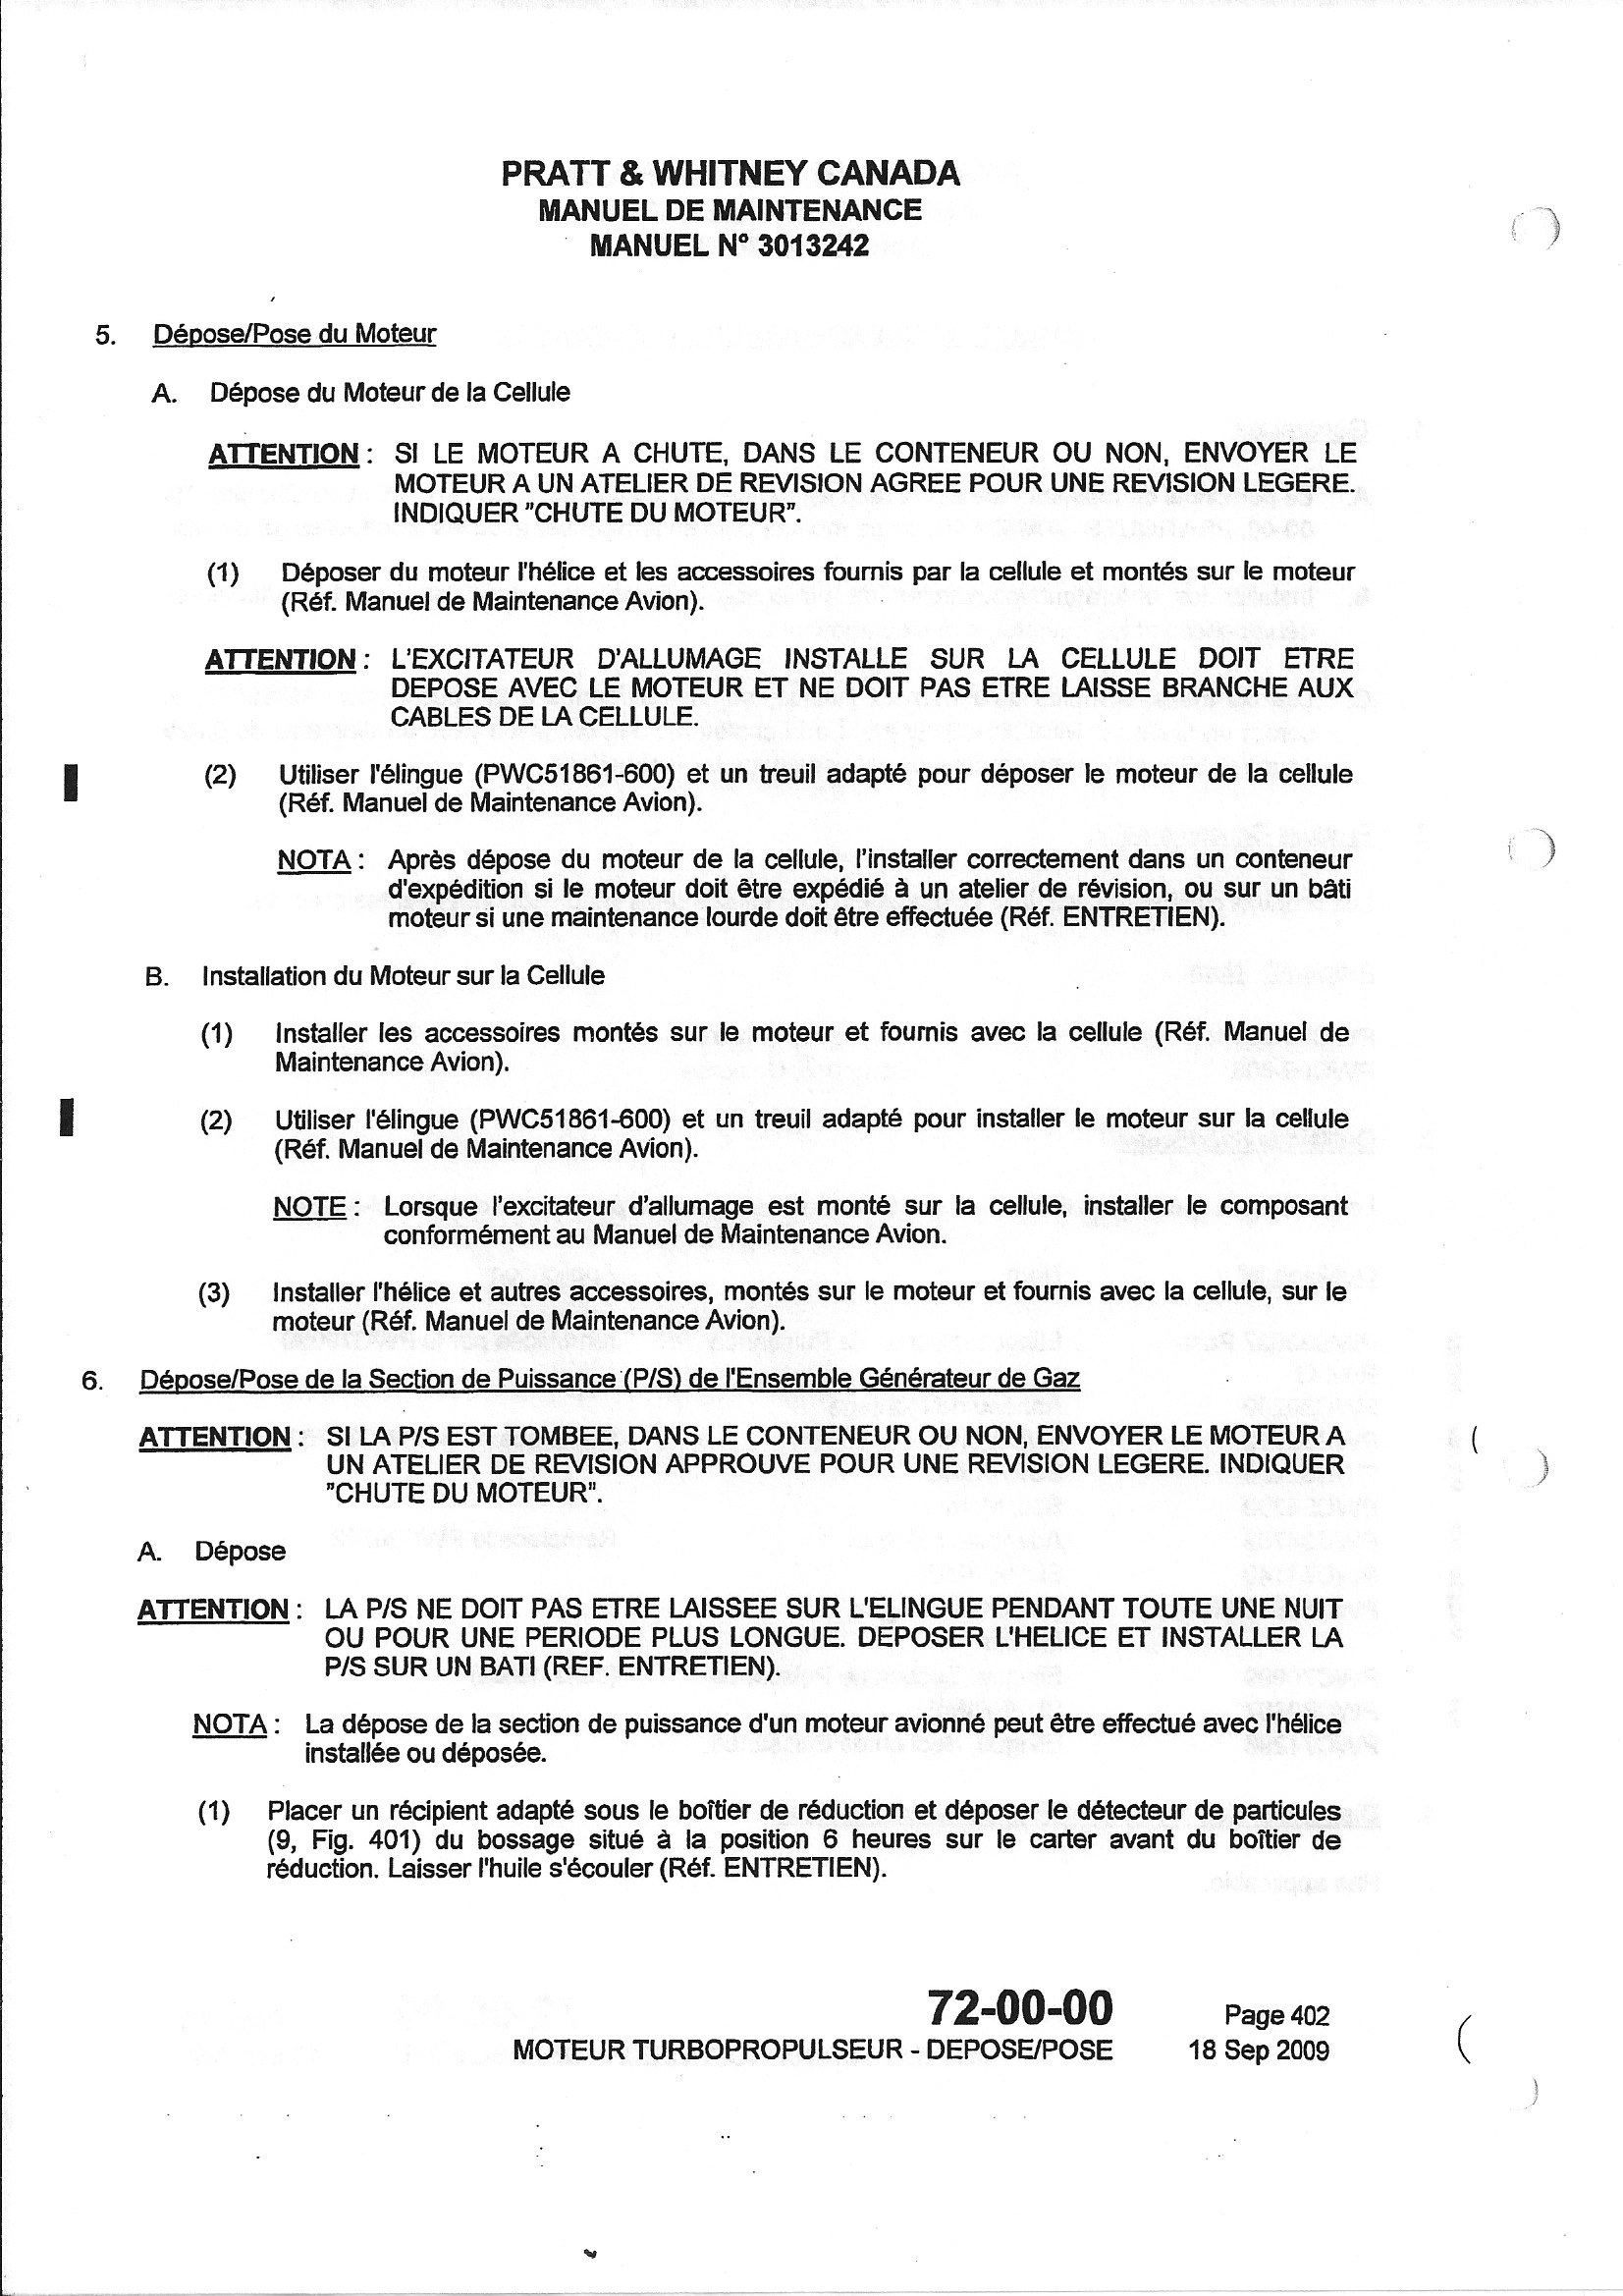 PRATT & WHITNEY CANADA
MANUEL DE MAINTENANCE
MANUEL N° 3013242
5. Dépose/Pose du Moteur
A. Dépose du Moteur de la Cellule
ATTENTION : SI LE MOTEUR A CHUTE, DANS LE CONTENEUR OU NON, ENVOYER LE
MOTEUR A UN ATELIER DE REVISION AGREE POUR UNE REVISION LEGERE.
INDIQUER "CHUTE DU MOTEUR".
(1) Déposer du moteur l'hélice et les accessoires fournis par la cellule et montés sur le moteur
(Réf. Manuel de Maintenance Avion).
ATTENTION : L'EXCITATEUR D'ALLUMAGE INSTALLE SUR LA CELLULE DOIT ETRE
DEPOSE AVEC LE MOTEUR ET NE DOIT PAS ETRE LAISSE BRANCHE AUX
CABLES DE LA CELLULE.
(2) Utiliser l'élingue (PWC51861-600) et un treuil adapté pour déposer le moteur de la cellule
(Réf. Manuel de Maintenance Avion).
NOTA : Après dépose du moteur de la cellule, l'installer correctement dans un conteneur
d'expédition si le moteur doit être expédié à un atelier de révision, ou sur un bâti
moteur si une maintenance lourde doit être effectuée (Réf. ENTRETIEN).
B. Installation du Moteur sur la Cellule
(1) Installer les accessoires montés sur le moteur et fournis avec la cellule (Réf. Manuel de
Maintenance Avion).
(2) Utiliser l'élingue (PWC51861-600) et un treuil adapté pour installer le moteur sur la cellule
(Réf. Manuel de Maintenance Avion).
NOTE : Lorsque l'excitateur d'allumage est monté sur la cellule, installer le composant
conformément au Manuel de Maintenance Avion.
(3) Installer l'hélice et autres accessoires, montés sur le moteur et fournis avec la cellule, sur le
moteur (Réf. Manuel de Maintenance Avion).
6. Dépose/Pose de la Section de Puissance (P/S) de l'Ensemble Générateur de Gaz
ATTENTION : SI LA P/S EST TOMBEE, DANS LE CONTENEUR OU NON, ENVOYER LE MOTEUR A
UN ATELIER DE REVISION APPROUVE POUR UNE REVISION LEGERE. INDIQUER
"CHUTE DU MOTEUR".
A. Dépose
ATTENTION : LA P/S NE DOIT PAS ETRE LAISSEE SUR L'ELINGUE PENDANT TOUTE UNE NUIT
OU POUR UNE PERIODE PLUS LONGUE. DEPOSER L'HELICE ET INSTALLER LA
P/S SUR UN BATI (REF. ENTRETIEN).
NOTA : La dépose de la section de puissance d'un moteur avionné peut être effectué avec l'hélice
installée ou déposée.
(1) Placer un récipient adapté sous le boîtier de réduction et déposer le détecteur de particules
(9, Fig. 401) du bossage situé à la position 6 heures sur le carter avant du boîtier de
réduction. Laisser l'huile s'écouler (Réf. ENTRETIEN).
72-00-00 Page 402
MOTEUR TURBOPROPULSEUR - DEPOSE/POSE 18 Sep 2009